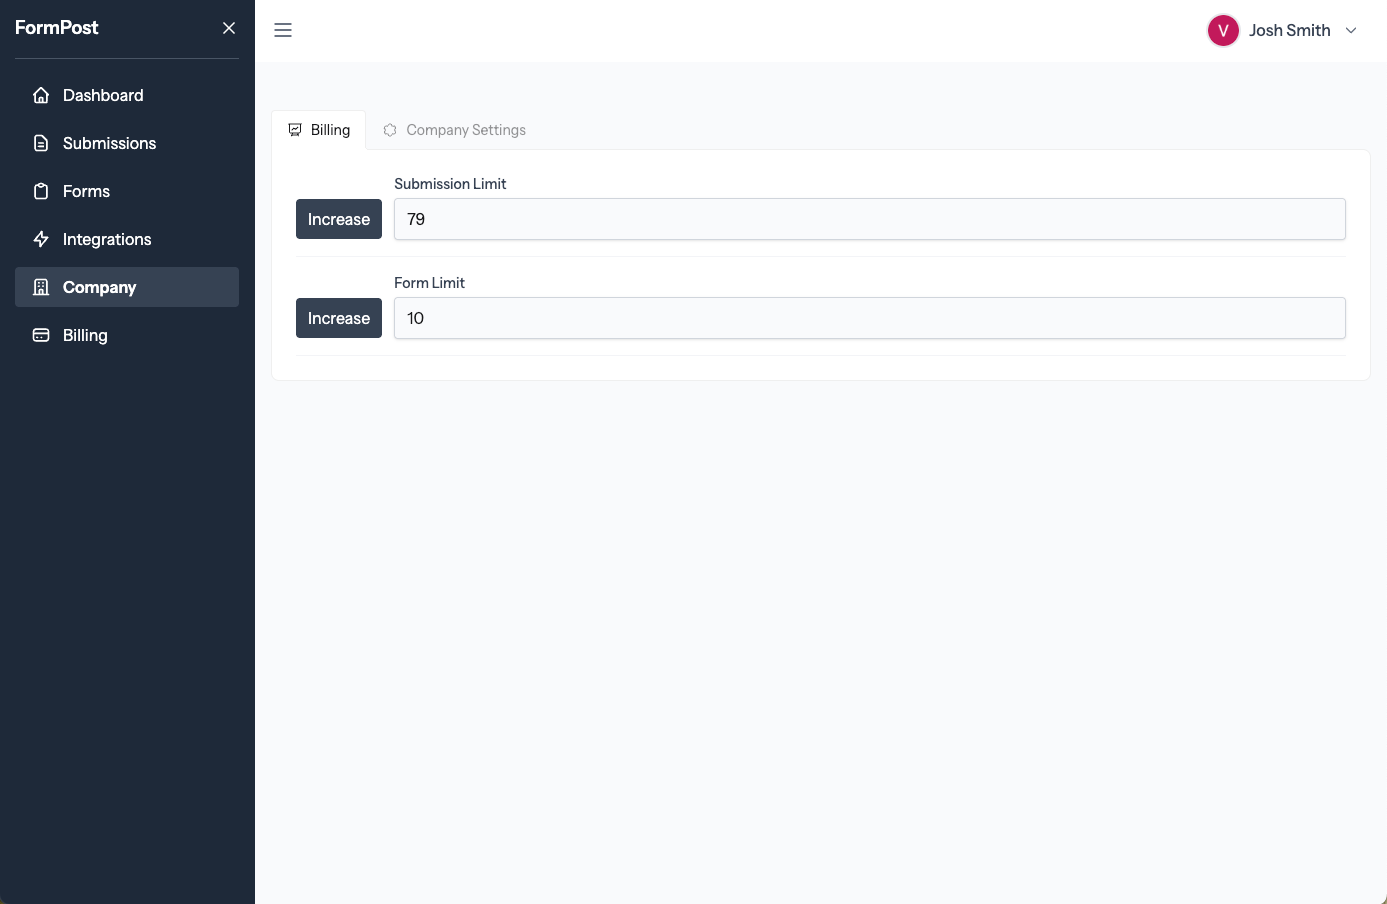 FormPost
Dashboard
Submissions
Forms
Integrations
Company
Billing
V Josh Smith
Billing Company Settings
Submission Limit
Increase 79
Form Limit
Increase 10